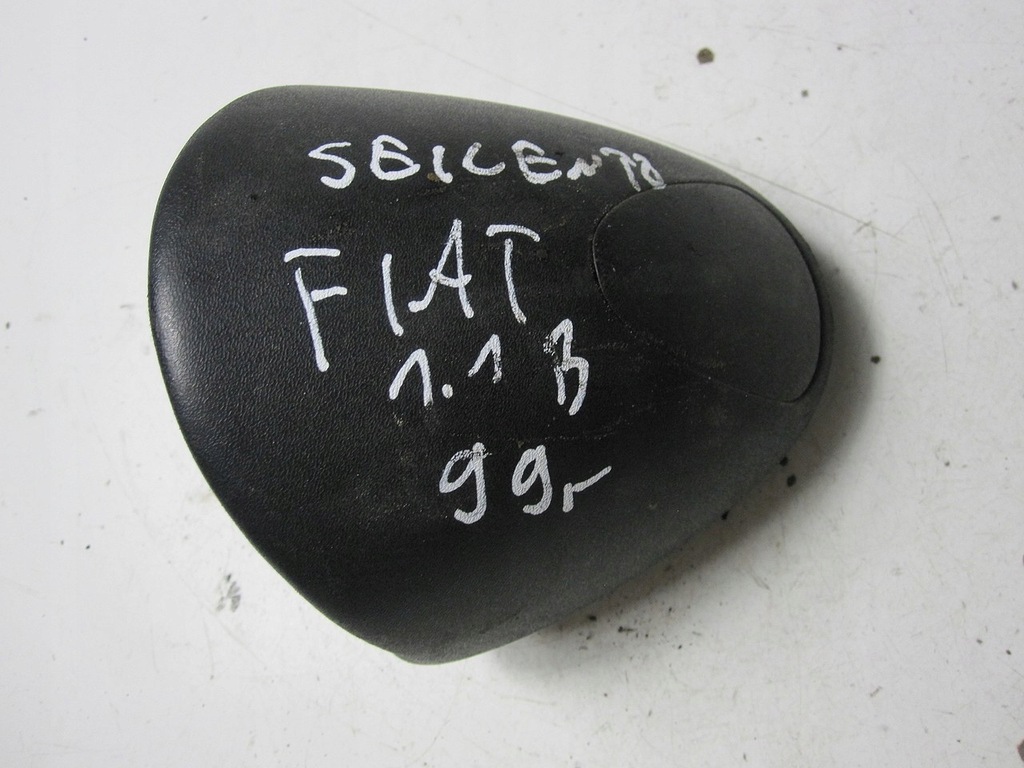 SEICENTO
FIAT
1.1 B
99r